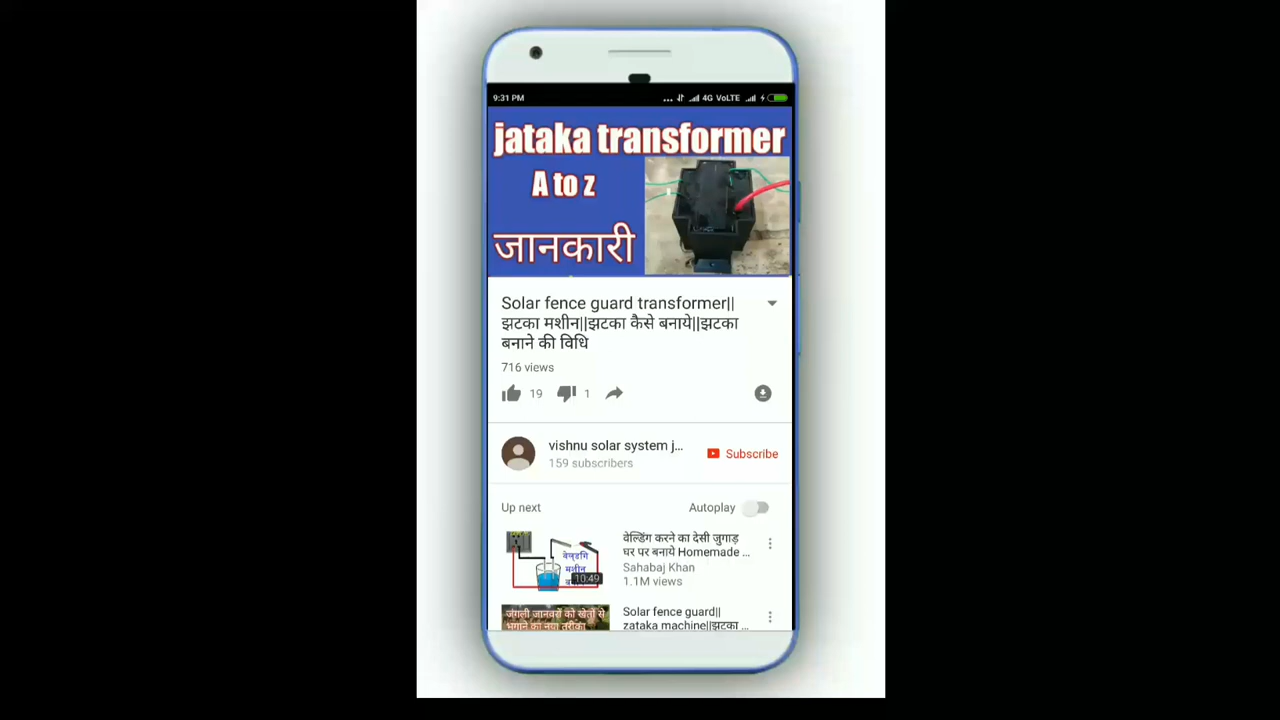 9:31 PM
4G VoLTE
jataka transformer
A to z
जानकारी
Solar fence guard transformer||
झटका मशीन||झटका कैसे बनाये||झटका
बनाने की विधि
716 views
19
1
vishnu solar system j...
159 subscribers
Subscribe
Up next
Autoplay
वेल्डिंग करने का देसी जुगाड़
घर पर बनाये Homemade ...
Sahabaj Khan
1.1M views
वेल्डगि
मशीन
10:49
Solar fence guard||
zataka machine||झटका ...
जंगली जानवरों को खेतों से
भगाने का नया तरीका